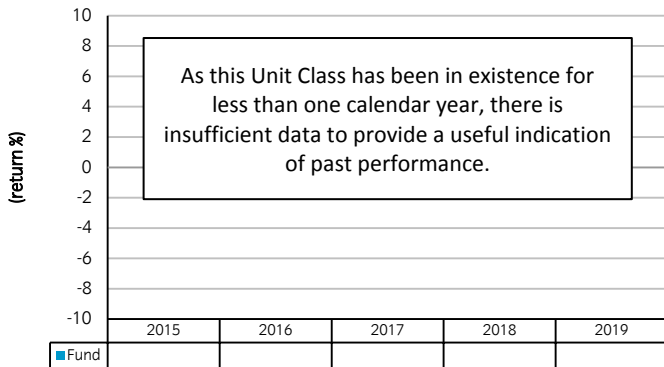 10
8
6
4
2
0
-2
-4
-6
-8
-10
(return %)
As this Unit Class has been in existence for
less than one calendar year, there is
insufficient data to provide a useful indication
of past performance.
2015 2016 2017 2018 2019
Fund